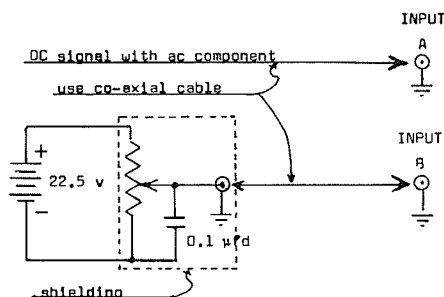 INPUT
A
DC signal with ac component
use co-axial cable
INPUT
B
+
22.5 v
−
0.1 µfd
shielding